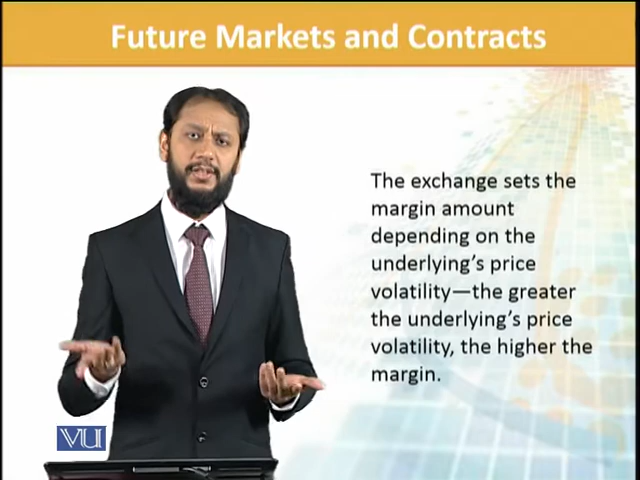 Future Markets and Contracts
The exchange sets the
margin amount
depending on the
underlying's price
volatility—the greater
the underlying's price
volatility, the higher the
margin.
VU